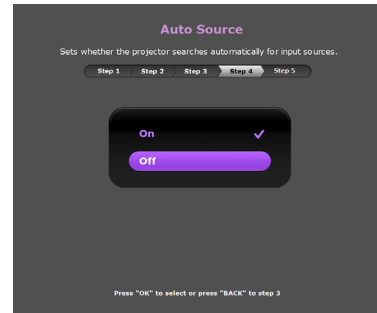 Auto Source
Sets whether the projector searches automatically for input sources.
Step 1 Step 2 Step 3 Step 4 Step 5
On
Off
Press "OK" to select or press "BACK" to step 3